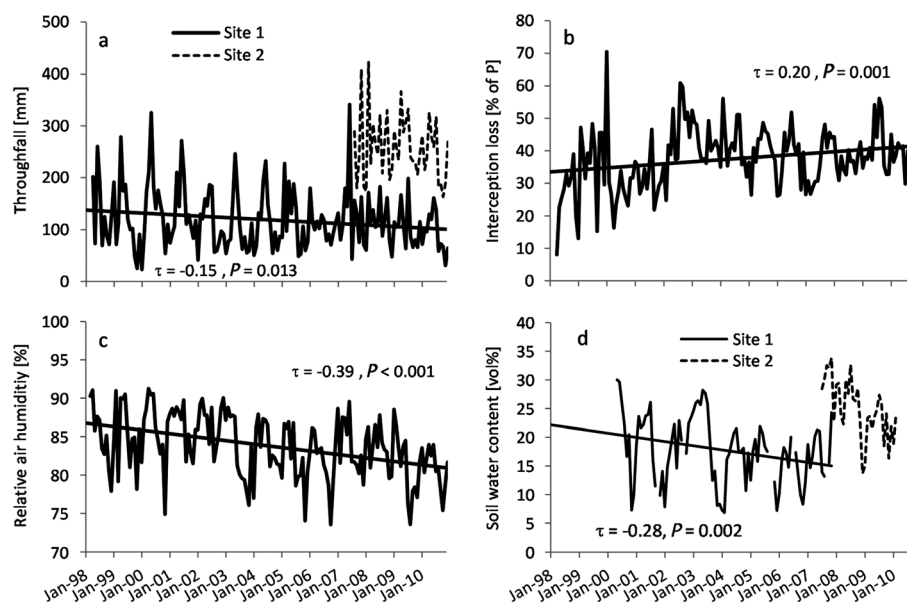 a
Site 1
Site 2
Throughfall [mm]
500
400
300
200
100
0
τ = -0.15 , P = 0.013
b
τ = 0.20 , P = 0.001
Interception loss [% of P]
80
70
60
50
40
30
20
10
0
c
τ = -0.39 , P < 0.001
Relative air humiditiy [%]
100
95
90
85
80
75
70
Jan-98
Jan-99
Jan-00
Jan-01
Jan-02
Jan-03
Jan-04
Jan-05
Jan-06
Jan-07
Jan-08
Jan-09
Jan-10
d
Site 1
Site 2
Soil water content [vol%]
40
35
30
25
20
15
10
5
0
τ = -0.28, P = 0.002
Jan-98
Jan-99
Jan-00
Jan-01
Jan-02
Jan-03
Jan-04
Jan-05
Jan-06
Jan-07
Jan-08
Jan-09
Jan-10